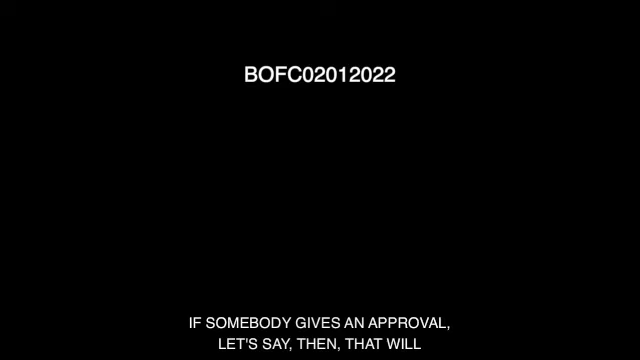 BOFC02012022
IF SOMEBODY GIVES AN APPROVAL,
LET'S SAY, THEN, THAT WILL